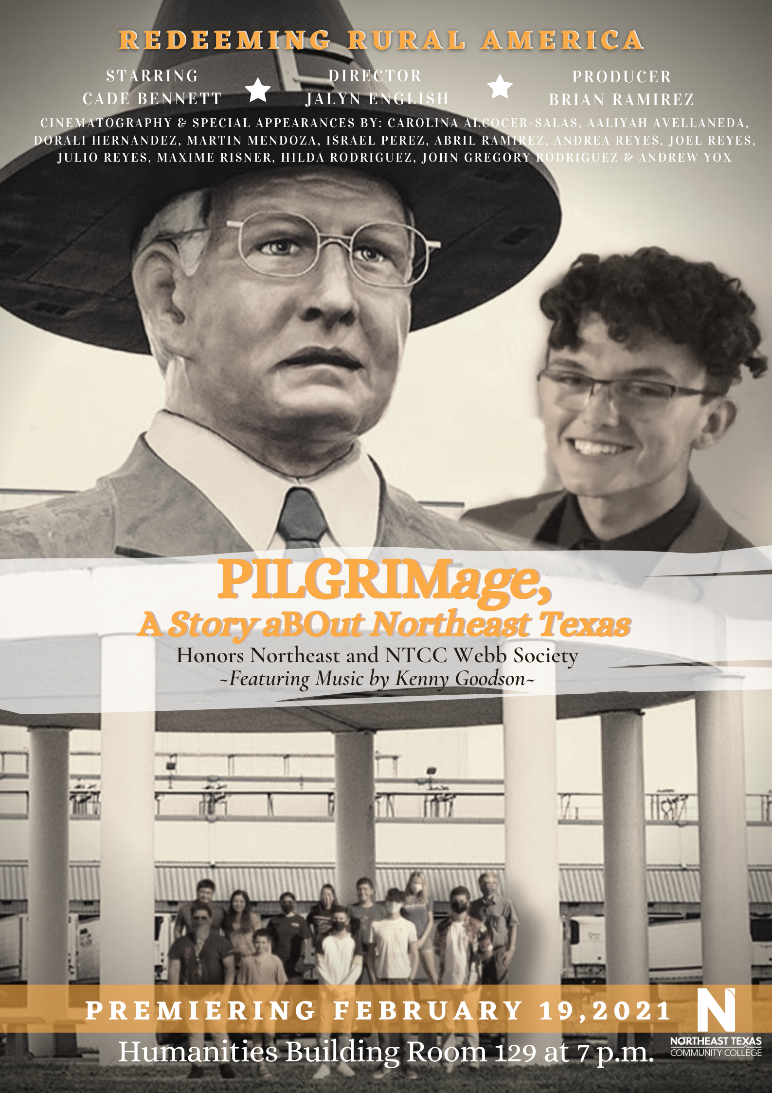 REDEEMING RURAL AMERICA
STARRING
CADE BENNETT
DIRECTOR
JALYN ENGLISH
PRODUCER
BRIAN RAMIREZ
CINEMATOGRAPHY & SPECIAL APPEARANCES BY: CAROLINA ALCOCER-SALAS, AALIYAH AVELLANEDA,
DORALI HERNANDEZ, MARTIN MENDOZA, ISRAEL PEREZ, ABRIL RAMIREZ, ANDREA REYES, JOEL REYES,
JULIO REYES, MAXIME RISNER, HILDA RODRIGUEZ, JOHN GREGORY RODRIGUEZ & ANDREW YOX
PILGRIMage,
A Story aBOut Northeast Texas
Honors Northeast and NTCC Webb Society
~Featuring Music by Kenny Goodson~
PREMIERING FEBRUARY 19,2021
Humanities Building Room 129 at 7 p.m.
N
NORTHEAST TEXAS
COMMUNITY COLLEGE